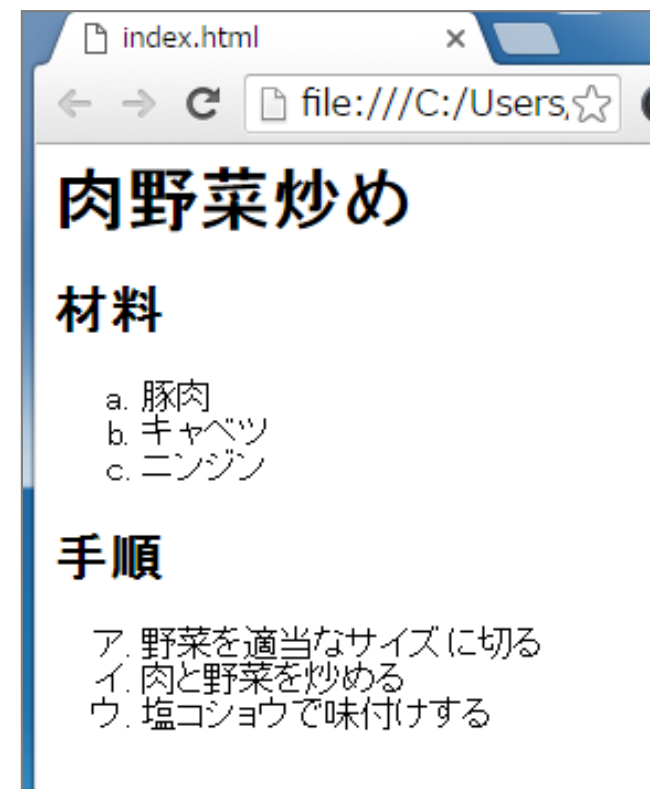 index.html
file:///C:/Users/
肉野菜炒め
材料
a. 豚肉
b. キャベツ
c. ニンジン
手順
ア. 野菜を適当なサイズに切る
イ. 肉と野菜を炒める
ウ. 塩コショウで味付けする